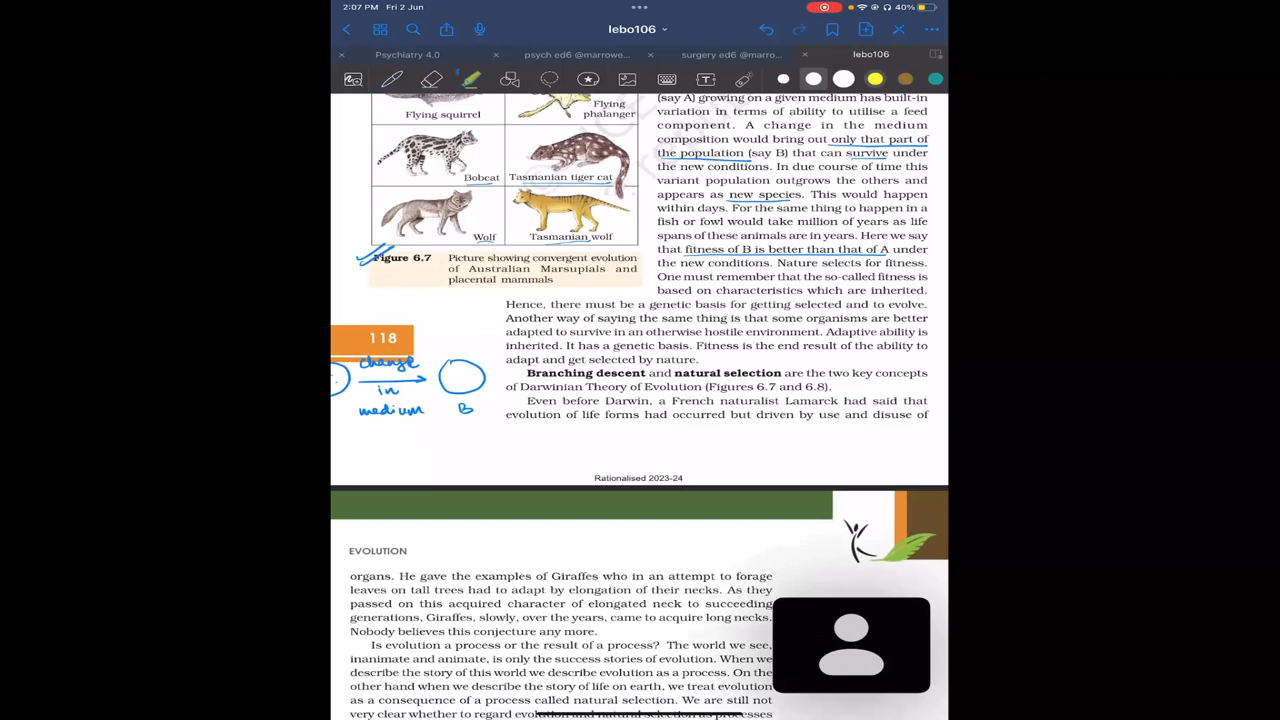 2:07 PM Fri 2 Jun
40%
lebo106
Psychiatry 4.0
psych ed6 @marrowe...
surgery ed6 @marro...
lebo106
Flying squirrel
Flying
phalanger
Bobcat
Tasmanian tiger cat
Wolf
Tasmanian wolf
Figure 6.7 Picture showing convergent evolution
of Australian Marsupials and
placental mammals
(say A) growing on a given medium has built-in
variation in terms of ability to utilise a feed
component. A change in the medium
composition would bring out only that part of
the population (say B) that can survive under
the new conditions. In due course of time this
variant population outgrows the others and
appears as new species. This would happen
within days. For the same thing to happen in a
fish or fowl would take million of years as life
spans of these animals are in years. Here we say
that fitness of B is better than that of A under
the new conditions. Nature selects for fitness.
One must remember that the so-called fitness is
based on characteristics which are inherited.
Hence, there must be a genetic basis for getting selected and to evolve.
Another way of saying the same thing is that some organisms are better
adapted to survive in an otherwise hostile environment. Adaptive ability is
inherited. It has a genetic basis. Fitness is the end result of the ability to
adapt and get selected by nature.
118
change
in
medium
B
Branching descent and natural selection are the two key concepts
of Darwinian Theory of Evolution (Figures 6.7 and 6.8).
Even before Darwin, a French naturalist Lamarck had said that
evolution of life forms had occurred but driven by use and disuse of
Rationalised 2023-24
EVOLUTION
organs. He gave the examples of Giraffes who in an attempt to forage
leaves on tall trees had to adapt by elongation of their necks. As they
passed on this acquired character of elongated neck to succeeding
generations, Giraffes, slowly, over the years, came to acquire long necks.
Nobody believes this conjecture any more.
Is evolution a process or the result of a process? The world we see,
inanimate and animate, is only the success stories of evolution. When we
describe the story of this world we describe evolution as a process. On the
other hand when we describe the story of life on earth, we treat evolution
as a consequence of a process called natural selection. We are still not
very clear whether to regard evolution and natural selection as processes